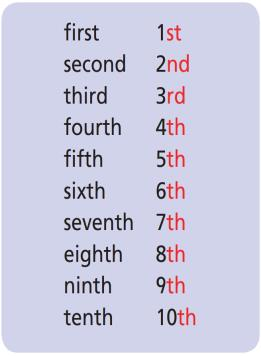 first 1st
second 2nd
third 3rd
fourth 4th
fifth 5th
sixth 6th
seventh 7th
eighth 8th
ninth 9th
tenth 10th